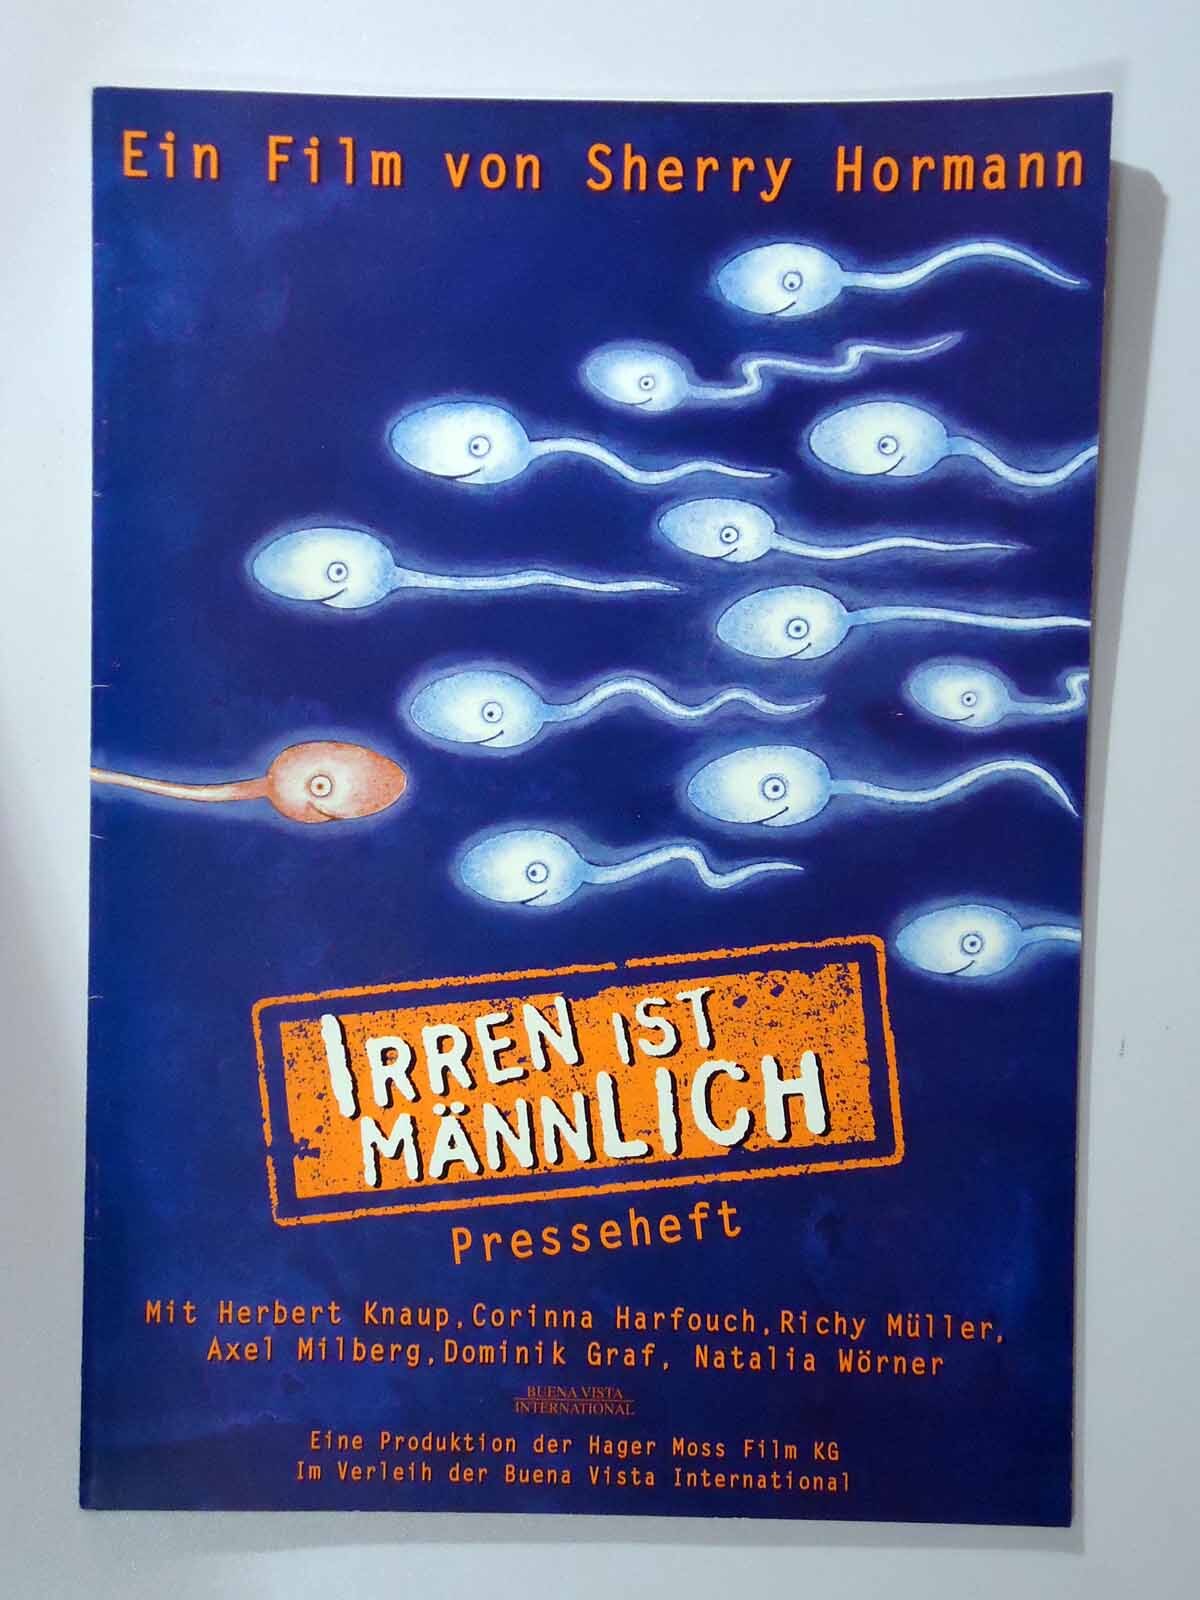 Ein Film von Sherry Hormann
IRREN IST
MÄNNLICH
Presseheft
Mit Herbert Knaup, Corinna Harfouch, Richy Müller,
Axel Milberg, Dominik Graf, Natalia Wörner
BUENA VISTA
INTERNATIONAL
Eine Produktion der Hager Moss Film KG
Im Verleih der Buena Vista International